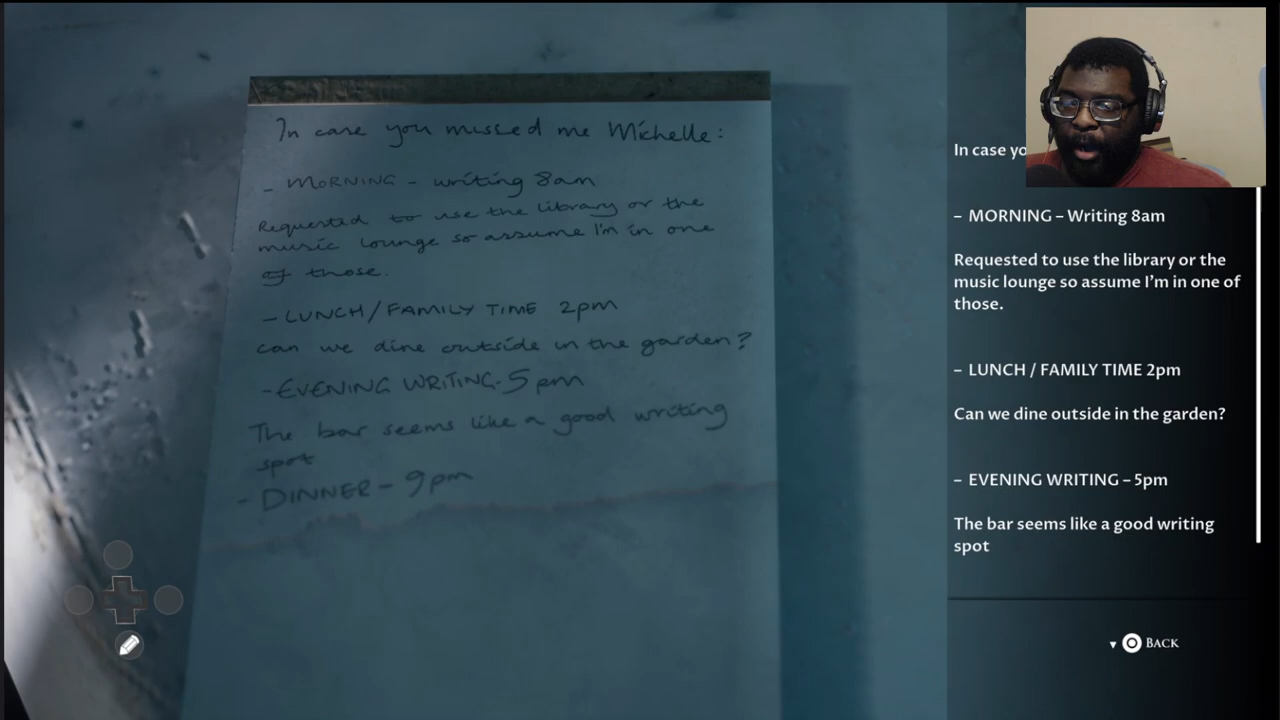 In case you missed me Michelle:
- MORNING - writing 8am
Requested to use the library or the
music lounge so assume I'm in one
of those.
- LUNCH / FAMILY TIME 2pm
can we dine outside in the garden?
- EVENING WRITING - 5pm
The bar seems like a good writing
spot
- DINNER - 9pm
In case yo
– MORNING – Writing 8am
Requested to use the library or the
music lounge so assume I'm in one of
those.
– LUNCH / FAMILY TIME 2pm
Can we dine outside in the garden?
– EVENING WRITING – 5pm
The bar seems like a good writing
spot
BACK